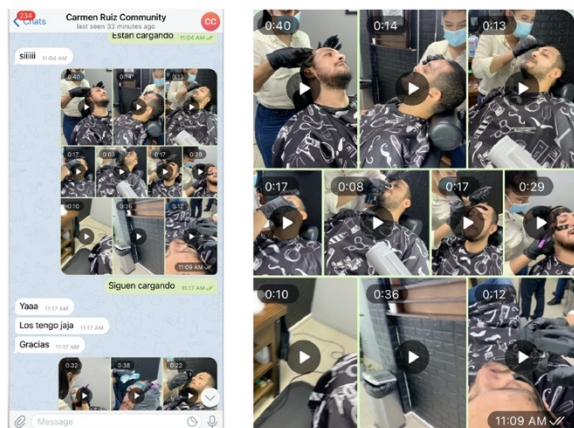 234
Chats
Carmen Ruiz Community
last seen 33 minutes ago
CC
Están cargando 11:04 AM
siiiii 11:04 AM
0:40 0:14 0:13
0:17 0:08 0:17 0:29
0:10 0:36 0:12
11:09 AM
Siguen cargando 11:17 AM
Yaaa 11:17 AM
Los tengo jaja 11:17 AM
Gracias 11:17 AM
0:32 0:38 0:22
Message
0:40 0:14 0:13
0:17 0:08 0:17 0:29
0:10 0:36 0:12
11:09 AM